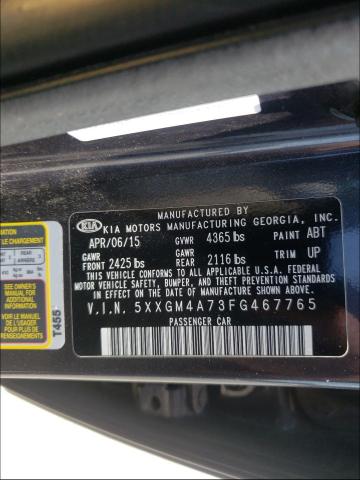 MANUFACTURED BY
KIA KIA MOTORS MANUFACTURING GEORGIA, INC.
APR/06/15 GVWR 4365 lbs PAINT ABT
GAWR GAWR TRIM UP
FRONT 2425 lbs REAR 2116 lbs
THIS VEHICLE CONFORMS TO ALL APPLICABLE U.S.A. FEDERAL
MOTOR VEHICLE SAFETY, BUMPER, AND THEFT PREVENTION STANDARDS
IN EFFECT ON THE DATE OF MANUFACTURE SHOWN ABOVE.
V.I.N. 5XXGM4A73FG467765
PASSENGER CAR
T455
REAR
ARRIÈRE